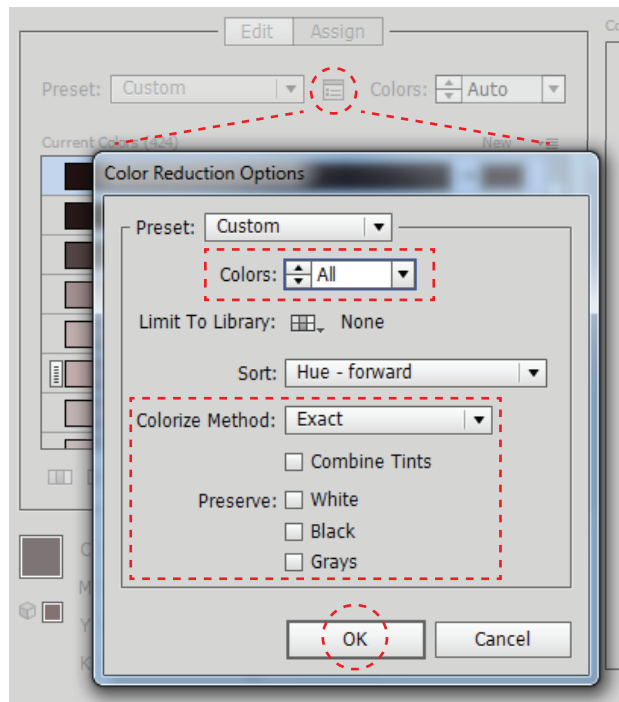 Edit Assign Co
Preset: Custom Colors: Auto
Current Colors (424) New
Color Reduction Options
Preset: Custom
Colors: All
Limit To Library: None
Sort: Hue - forward
Colorize Method: Exact
Combine Tints
Preserve: White
Black
Grays
C
M
Y
K
OK Cancel